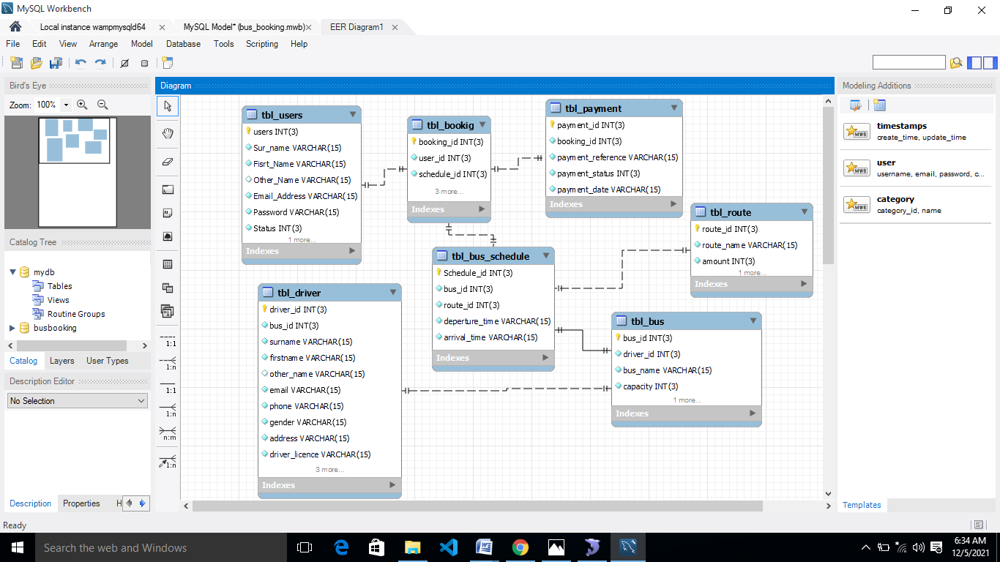 MySQL Workbench
Local instance wampmysqld64
MySQL Model* (bus_booking.mwb)
EER Diagram1
File Edit View Arrange Model Database Tools Scripting Help
Bird's Eye
Zoom: 100%
Catalog Tree
mydb
Tables
Views
Routine Groups
busbooking
Catalog Layers User Types
Description Editor
No Selection
Description Properties H
Ready
Diagram
1:1
1:n
1:1
1:n
n:m
1:n
tbl_users
users INT(3)
Sur_name VARCHAR(15)
Fisrt_Name VARCHAR(15)
Other_Name VARCHAR(15)
Email_Address VARCHAR(15)
Password VARCHAR(15)
Status INT(3)
1 more...
Indexes
tbl_bookig
booking_id INT(3)
user_id INT(3)
schedule_id INT(3)
3 more...
Indexes
tbl_payment
payment_id INT(3)
booking_id INT(3)
payment_reference VARCHAR(15)
payment_status INT(3)
payment_date VARCHAR(15)
Indexes
tbl_route
route_id INT(3)
route_name VARCHAR(15)
amount INT(3)
1 more...
Indexes
tbl_bus_schedule
Schedule_id INT(3)
bus_id INT(3)
route_id INT(3)
deperture_time VARCHAR(15)
arrival_time VARCHAR(15)
Indexes
tbl_driver
driver_id INT(3)
bus_id INT(3)
surname VARCHAR(15)
firstname VARCHAR(15)
other_name VARCHAR(15)
email VARCHAR(15)
phone VARCHAR(15)
gender VARCHAR(15)
address VARCHAR(15)
driver_licence VARCHAR(15)
3 more...
Indexes
tbl_bus
bus_id INT(3)
driver_id INT(3)
bus_name VARCHAR(15)
capacity INT(3)
1 more...
Indexes
Modeling Additions
MWB
timestamps
create_time, update_time
MWB
user
username, email, password, c...
MWB
category
category_id, name
Templates
Search the web and Windows
6:34 AM
12/5/2021